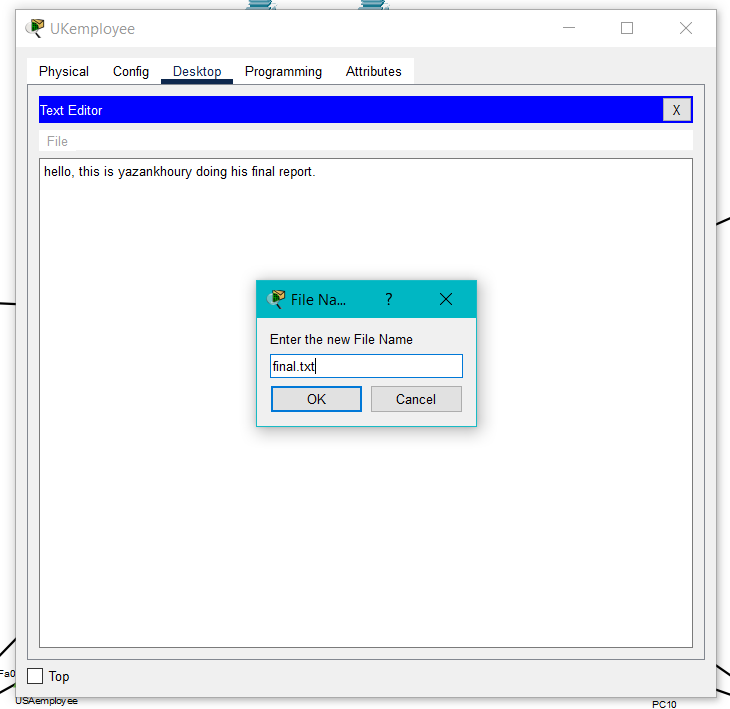 UKemployee
Physical Config Desktop Programming Attributes
Text Editor X
File
hello, this is yazankhoury doing his final report.
File Na... ?
Enter the new File Name
final.txt
OK Cancel
Top
Fa0
USAemployee
PC10